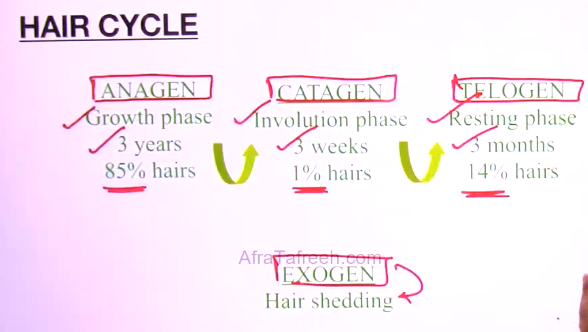 HAIR CYCLE
ANAGEN
Growth phase
3 years
85% hairs
CATAGEN
Involution phase
3 weeks
1% hairs
TELOGEN
Resting phase
3 months
14% hairs
AfraTafreeh.com
EXOGEN
Hair shedding